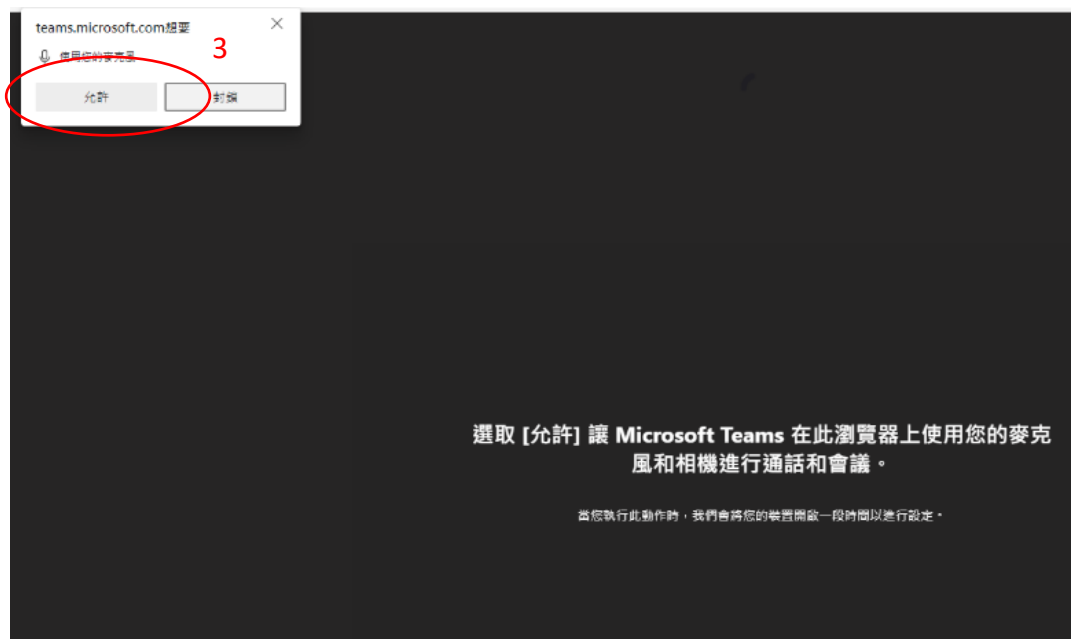 teams.microsoft.com想要
使用您的麥克風
3
允許
封鎖
選取 [允許] 讓 Microsoft Teams 在此瀏覽器上使用您的麥克
風和相機進行通話和會議。
當您執行此動作時，我們會將您的裝置開啟一段時間以進行設定。